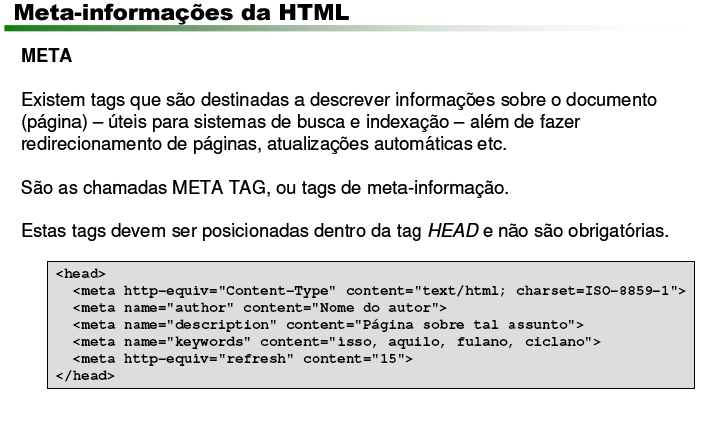 Meta-informações da HTML
META
Existem tags que são destinadas a descrever informações sobre o documento
(página) – úteis para sistemas de busca e indexação – além de fazer
redirecionamento de páginas, atualizações automáticas etc.
São as chamadas META TAG, ou tags de meta-informação.
Estas tags devem ser posicionadas dentro da tag HEAD e não são obrigatórias.
<head>
  <meta http-equiv="Content-Type" content="text/html; charset=ISO-8859-1">
  <meta name="author" content="Nome do autor">
  <meta name="description" content="Página sobre tal assunto">
  <meta name="keywords" content="isso, aquilo, fulano, ciclano">
  <meta http-equiv="refresh" content="15">
</head>